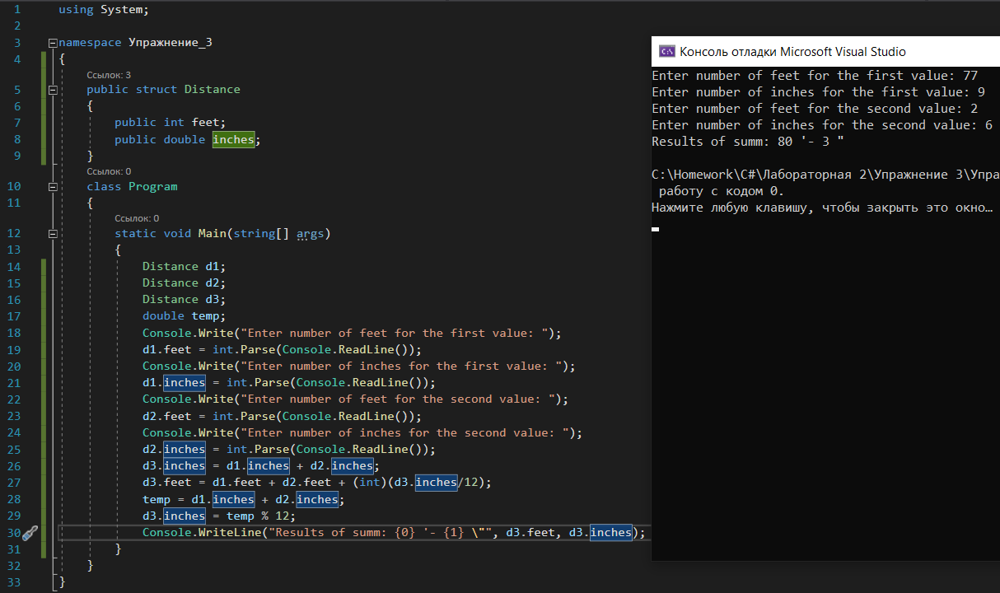 1 using System;
2
3 namespace Упражнение_3
4 {
Ссылок: 3
5 public struct Distance
6 {
7 public int feet;
8 public double inches;
9 }
Ссылок: 0
10 class Program
11 {
Ссылок: 0
12 static void Main(string[] args)
13 {
14 Distance d1;
15 Distance d2;
16 Distance d3;
17 double temp;
18 Console.Write("Enter number of feet for the first value: ");
19 d1.feet = int.Parse(Console.ReadLine());
20 Console.Write("Enter number of inches for the first value: ");
21 d1.inches = int.Parse(Console.ReadLine());
22 Console.Write("Enter number of feet for the second value: ");
23 d2.feet = int.Parse(Console.ReadLine());
24 Console.Write("Enter number of inches for the second value: ");
25 d2.inches = int.Parse(Console.ReadLine());
26 d3.inches = d1.inches + d2.inches;
27 d3.feet = d1.feet + d2.feet + (int)(d3.inches/12);
28 temp = d1.inches + d2.inches;
29 d3.inches = temp % 12;
30 Console.WriteLine("Results of summ: {0} '- {1} \"", d3.feet, d3.inches);
31 }
32 }
33 }
Консоль отладки Microsoft Visual Studio
Enter number of feet for the first value: 77
Enter number of inches for the first value: 9
Enter number of feet for the second value: 2
Enter number of inches for the second value: 6
Results of summ: 80 '- 3 "
C:\Homework\C#\Лабораторная 2\Упражнение 3\Упра
работу с кодом 0.
Нажмите любую клавишу, чтобы закрыть это окно…